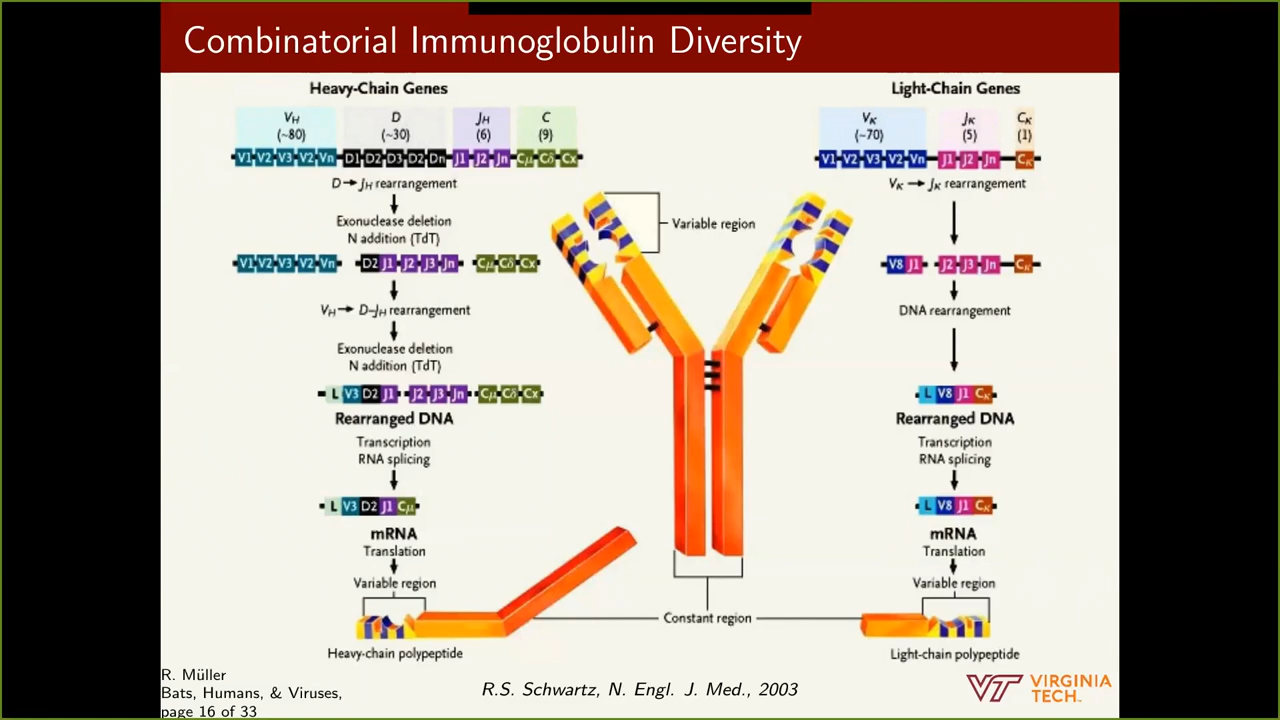 Combinatorial Immunoglobulin Diversity
Heavy-Chain Genes
VH
(~80)
D
(~30)
JH
(6)
C
(9)
V1 V2 V3 V2 Vn D1 D2 D3 D2 Dn J1 J2 Jn Cμ Cδ Cx
D → JH rearrangement
Exonuclease deletion
N addition (TdT)
V1 V2 V3 V2 Vn D2 J1 J2 J3 Jn Cμ Cδ Cx
VH → D–JH rearrangement
Exonuclease deletion
N addition (TdT)
L V3 D2 J1 J2 J3 Jn Cμ Cδ Cx
Rearranged DNA
Transcription
RNA splicing
L V3 D2 J1 Cμ
mRNA
Translation
Variable region
Heavy-chain polypeptide
Variable region
Constant region
Light-Chain Genes
Vκ
(~70)
Jκ
(5)
Cκ
(1)
V1 V2 V3 V2 Vn J1 J2 Jn Cκ
Vκ → Jκ rearrangement
V8 J1 J2 J3 Jn Cκ
DNA rearrangement
L V8 J1 Cκ
Rearranged DNA
Transcription
RNA splicing
L V8 J1 Cκ
mRNA
Translation
Variable region
Light-chain polypeptide
R. Müller
Bats, Humans, & Viruses,
page 16 of 33
R.S. Schwartz, N. Engl. J. Med., 2003
VT VIRGINIA
TECH™